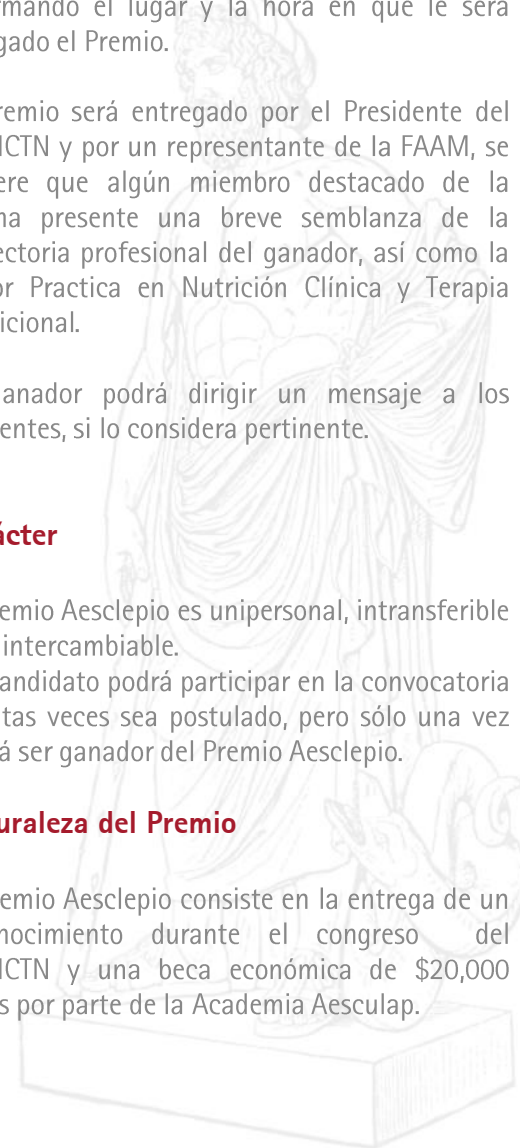 rmando el lugar y la hora en que le será
gado el Premio.
remio será entregado por el Presidente del
ICTN y por un representante de la FAAM, se
ere que algún miembro destacado de la
na presente una breve semblanza de la
ectoria profesional del ganador, así como la
or Practica en Nutrición Clínica y Terapia
icional.
anador podrá dirigir un mensaje a los
entes, si lo considera pertinente.
ácter
emio Aesclepio es unipersonal, intransferible
intercambiable.
andidato podrá participar en la convocatoria
tas veces sea postulado, pero sólo una vez
á ser ganador del Premio Aesclepio.
uraleza del Premio
emio Aesclepio consiste en la entrega de un
nocimiento durante el congreso del
ICTN y una beca económica de $20,000
s por parte de la Academia Aesculap.